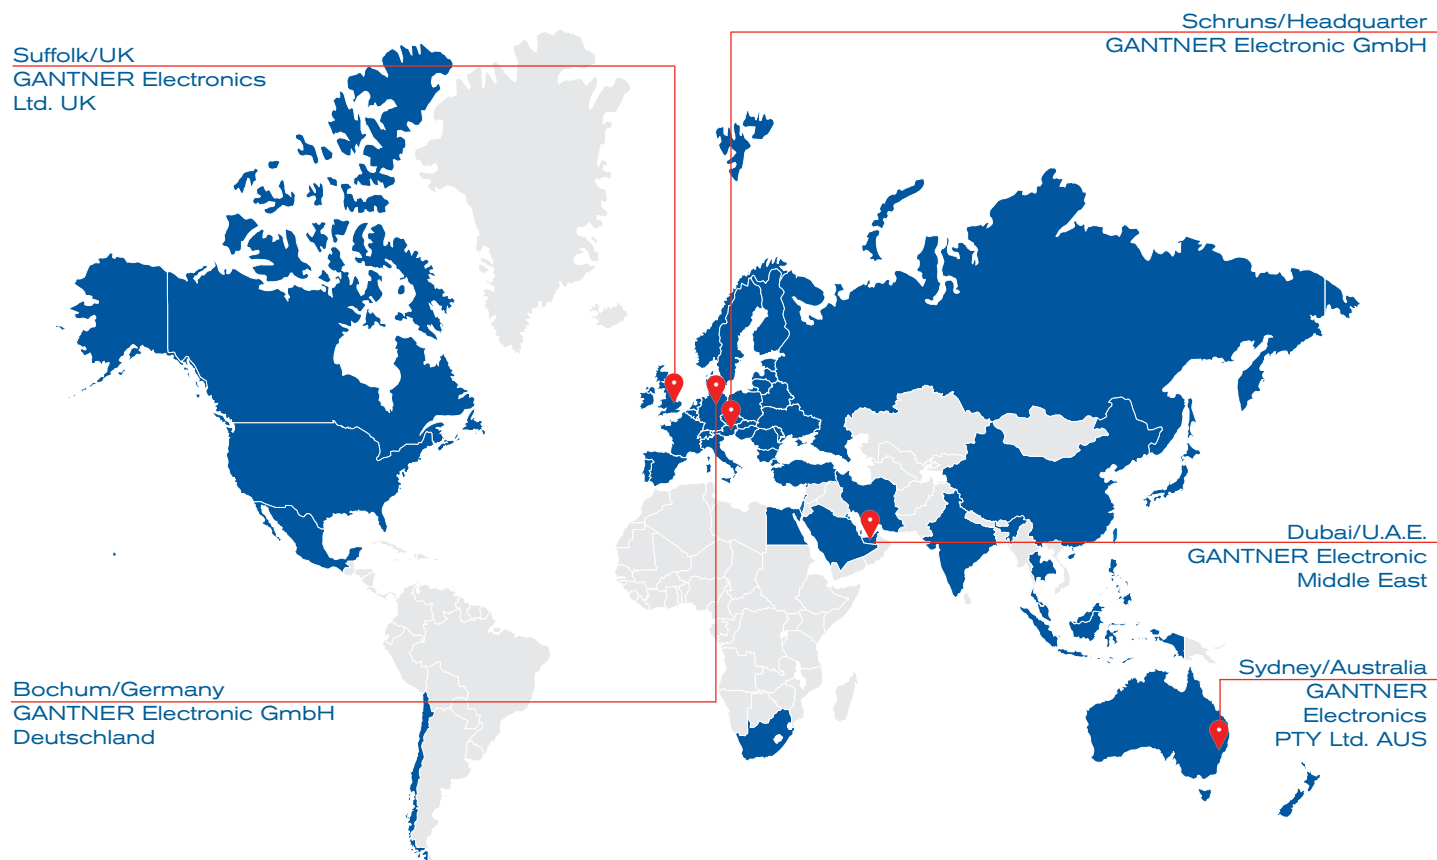 Suffolk/UK
GANTNER Electronics
Ltd. UK
Schruns/Headquarter
GANTNER Electronic GmbH
Dubai/U.A.E.
GANTNER Electronic
Middle East
Bochum/Germany
GANTNER Electronic GmbH
Deutschland
Sydney/Australia
GANTNER
Electronics
PTY Ltd. AUS